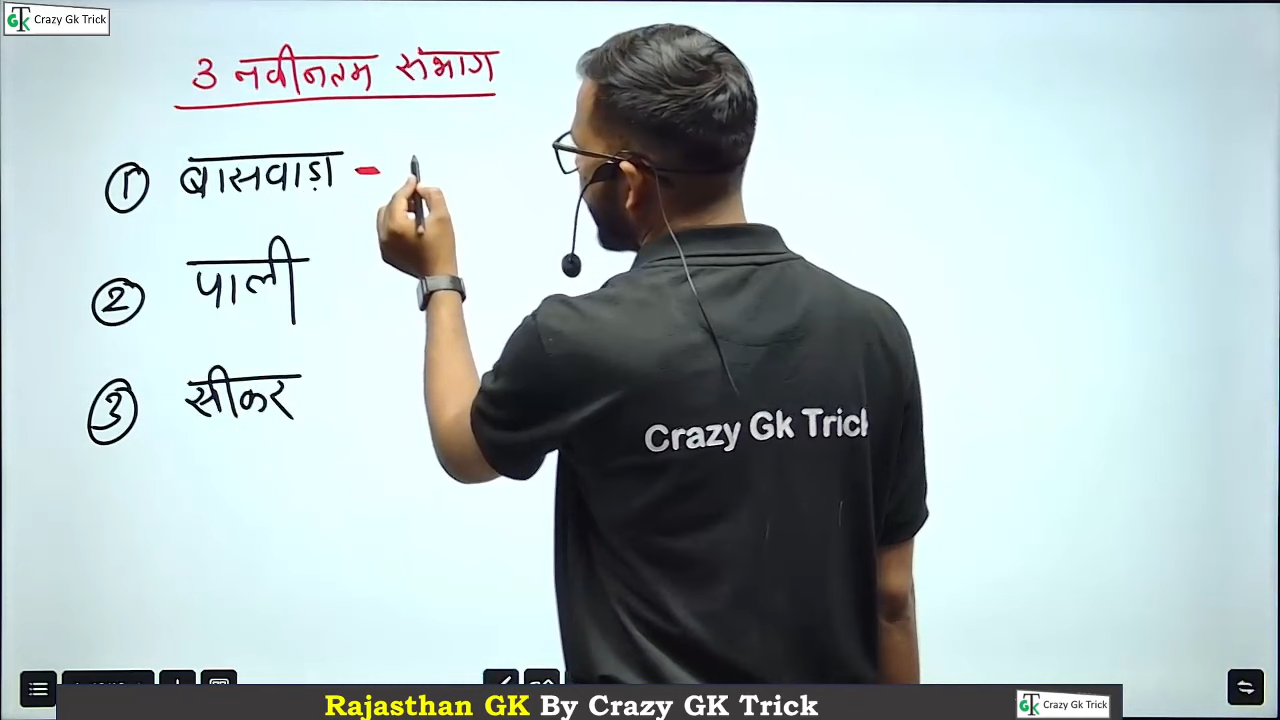 Crazy Gk Trick
3 नवीनतम संभाग
① बासवाड़ा -
② पाली
③ सीकर
Crazy Gk Trick
Rajasthan GK By Crazy GK Trick
Crazy Gk Trick